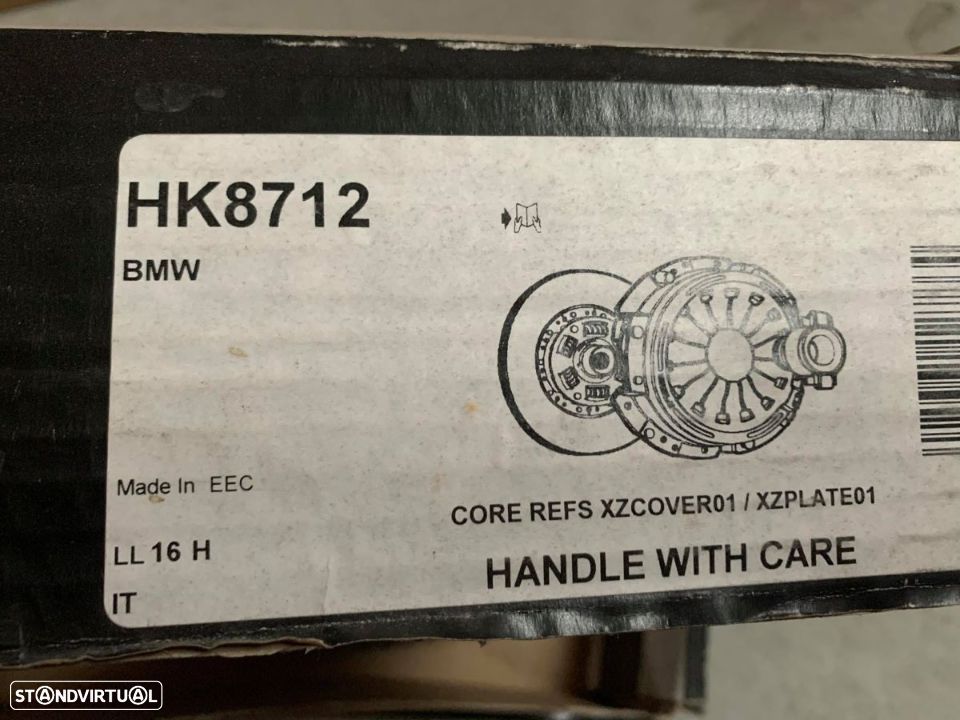 HK8712
BMW
Made In EEC
CORE REFS XZCOVER01 / XZPLATE01
LL 16 H
HANDLE WITH CARE
IT
STANDVIRTUAL